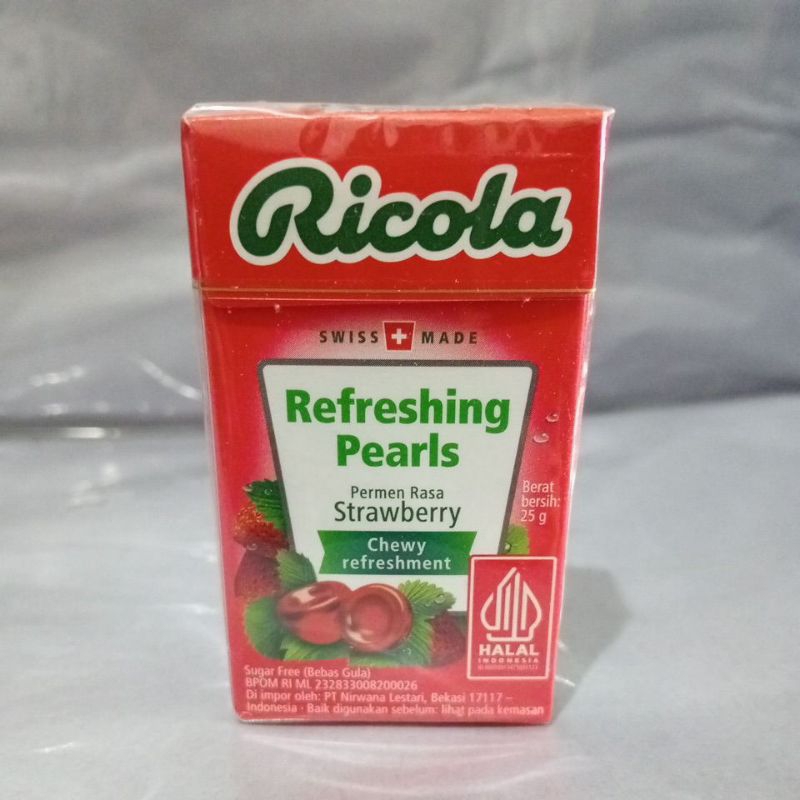 Ricola
SWISS MADE
Refreshing
Pearls
Permen Rasa
Strawberry
Chewy
refreshment
Berat
bersih:
25 g
HALAL
INDONESIA
Sugar Free (Bebas Gula)
BPOM RI ML 232833008200026
Di impor oleh: PT Nirwana Lestari, Bekasi 17117 –
Indonesia · Baik digunakan sebelum: lihat pada kemasan